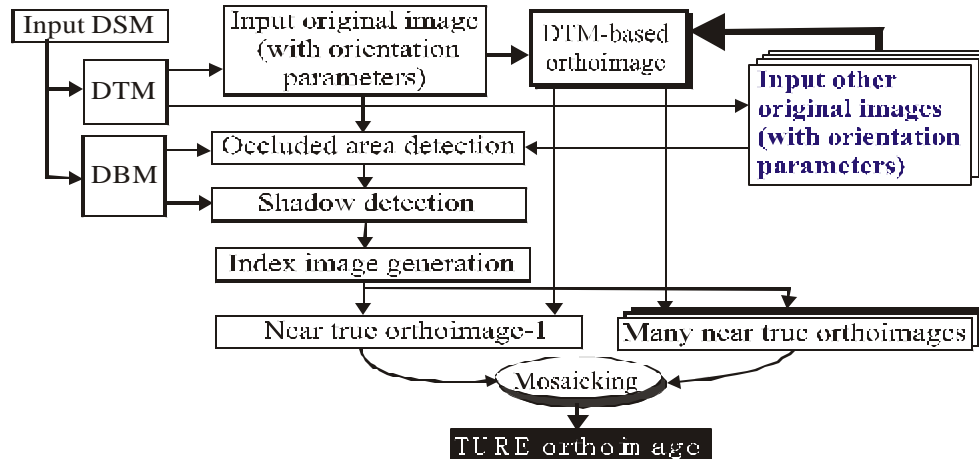 Input DSM
Input original image
(with orientation
parameters)
DTM-based
orthoimage
DTM
Input other
original images
(with orientation
parameters)
Occluded area detection
DBM
Shadow detection
Index image generation
Near true orthoimage-1
Many near true orthoimages
Mosaicking
TURE orthoimage